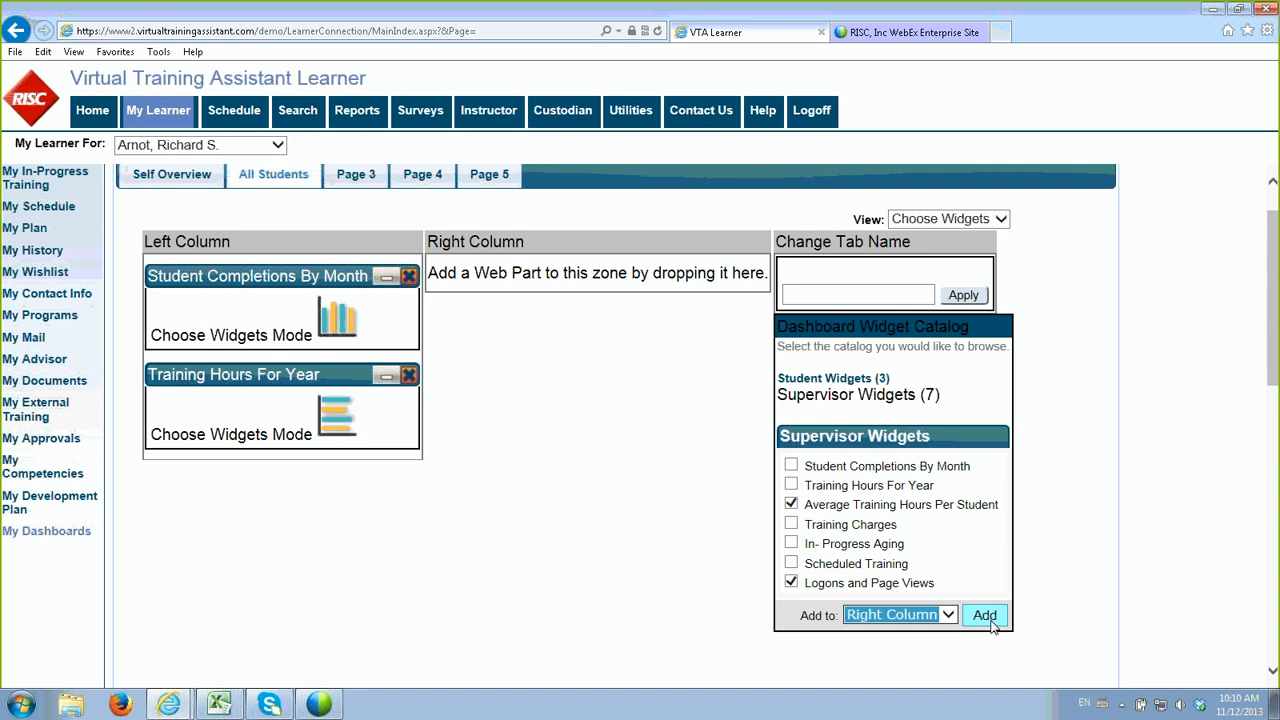 https://www2.virtualtrainingassistant.com/demo/LearnerConnection/MainIndex.aspx?&Page=
VTA Learner
RISC, Inc WebEx Enterprise Site
File Edit View Favorites Tools Help
RISC
Virtual Training Assistant Learner
Home My Learner Schedule Search Reports Surveys Instructor Custodian Utilities Contact Us Help Logoff
My Learner For: Arnot, Richard S.
My In-Progress
Training
My Schedule
My Plan
My History
My Wishlist
My Contact Info
My Programs
My Mail
My Advisor
My Documents
My External
Training
My Approvals
My
Competencies
My Development
Plan
My Dashboards
Self Overview All Students Page 3 Page 4 Page 5
View: Choose Widgets
Left Column
Student Completions By Month
Choose Widgets Mode
Training Hours For Year
Choose Widgets Mode
Right Column
Add a Web Part to this zone by dropping it here.
Change Tab Name
Apply
Dashboard Widget Catalog
Select the catalog you would like to browse.
Student Widgets (3)
Supervisor Widgets (7)
Supervisor Widgets
Student Completions By Month
Training Hours For Year
Average Training Hours Per Student
Training Charges
In- Progress Aging
Scheduled Training
Logons and Page Views
Add to: Right Column Add
EN
10:10 AM
11/12/2013